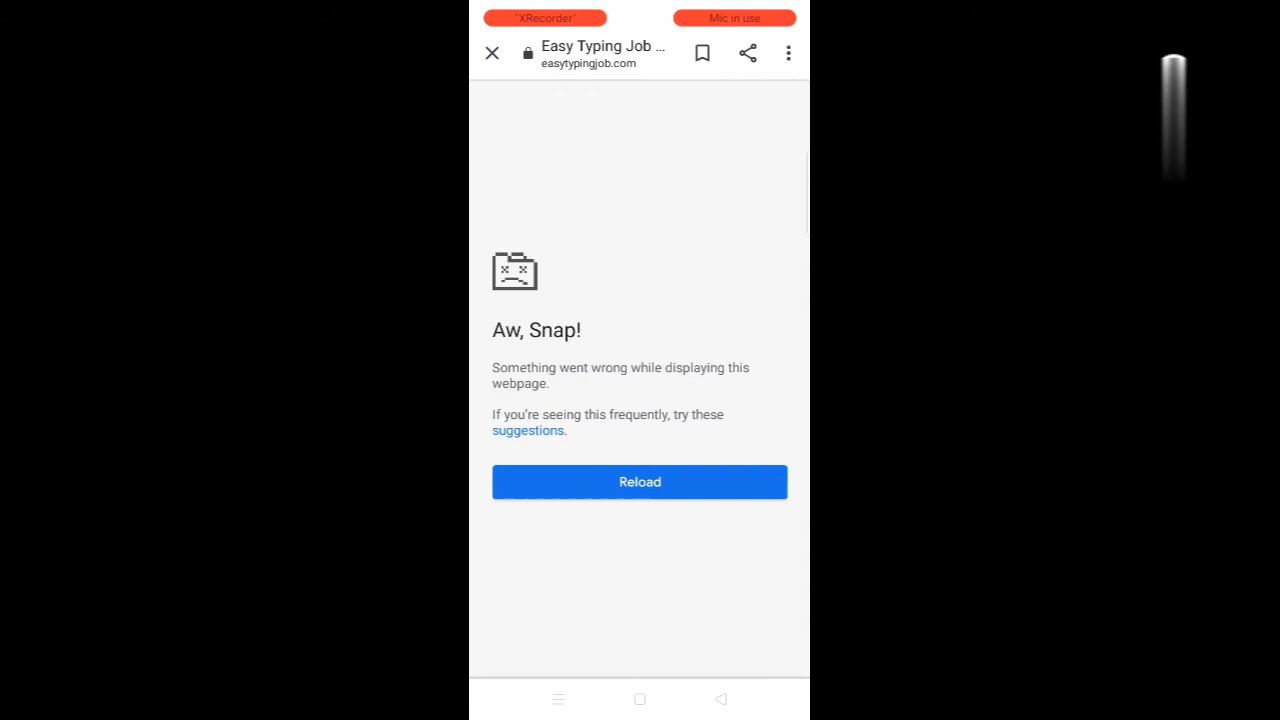 "XRecorder"
Mic in use
Easy Typing Job ...
easytypingjob.com
Aw, Snap!
Something went wrong while displaying this
webpage.
If you're seeing this frequently, try these
suggestions.
Reload